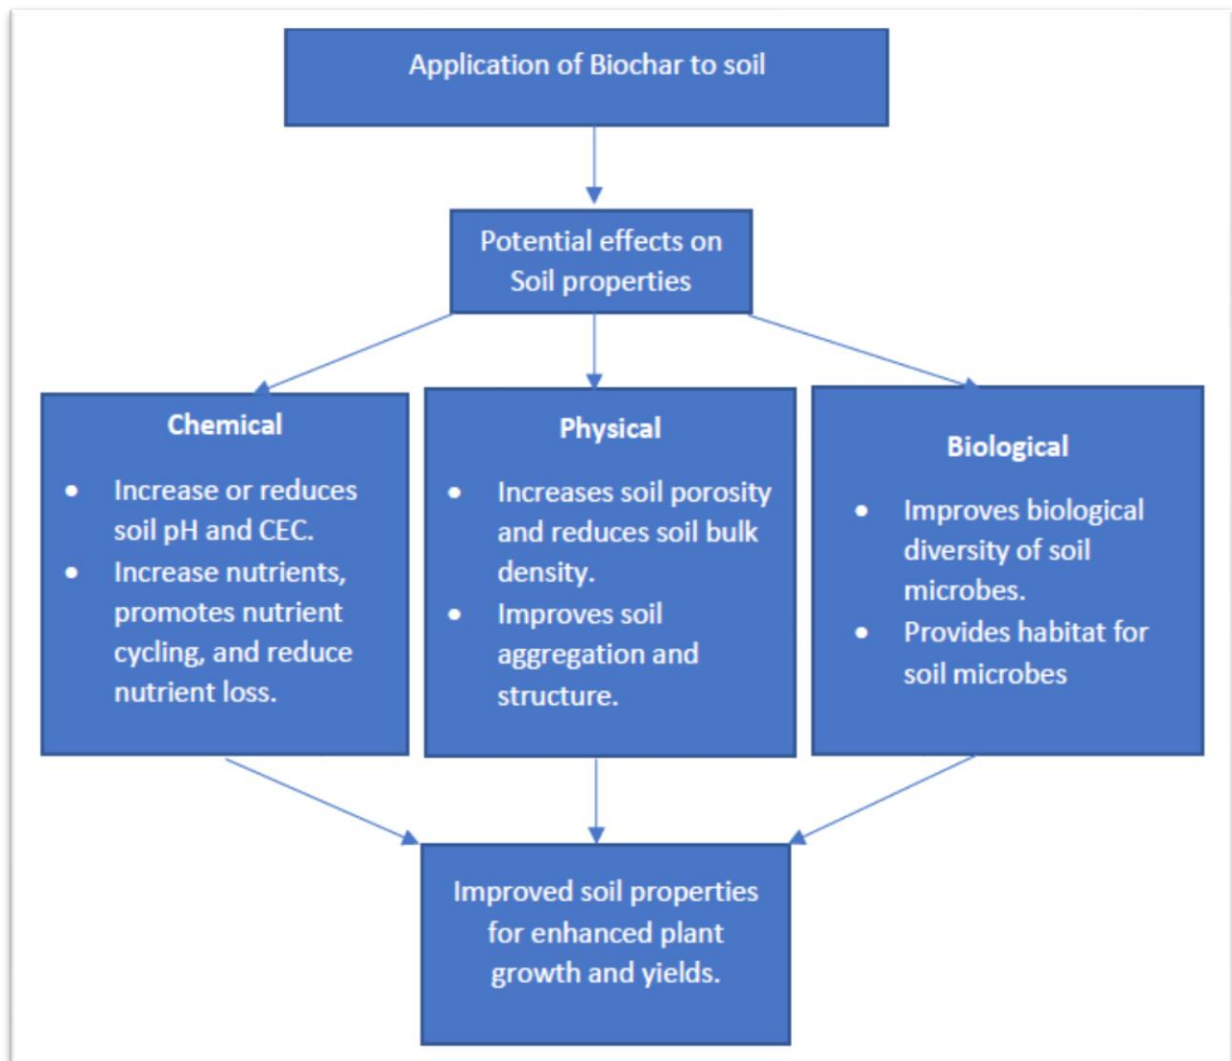 Application of Biochar to soil
Potential effects on
Soil properties
Chemical
• Increase or reduces
soil pH and CEC.
• Increase nutrients,
promotes nutrient
cycling, and reduce
nutrient loss.
Physical
• Increases soil porosity
and reduces soil bulk
density.
• Improves soil
aggregation and
structure.
Biological
• Improves biological
diversity of soil
microbes.
• Provides habitat for
soil microbes
Improved soil properties
for enhanced plant
growth and yields.